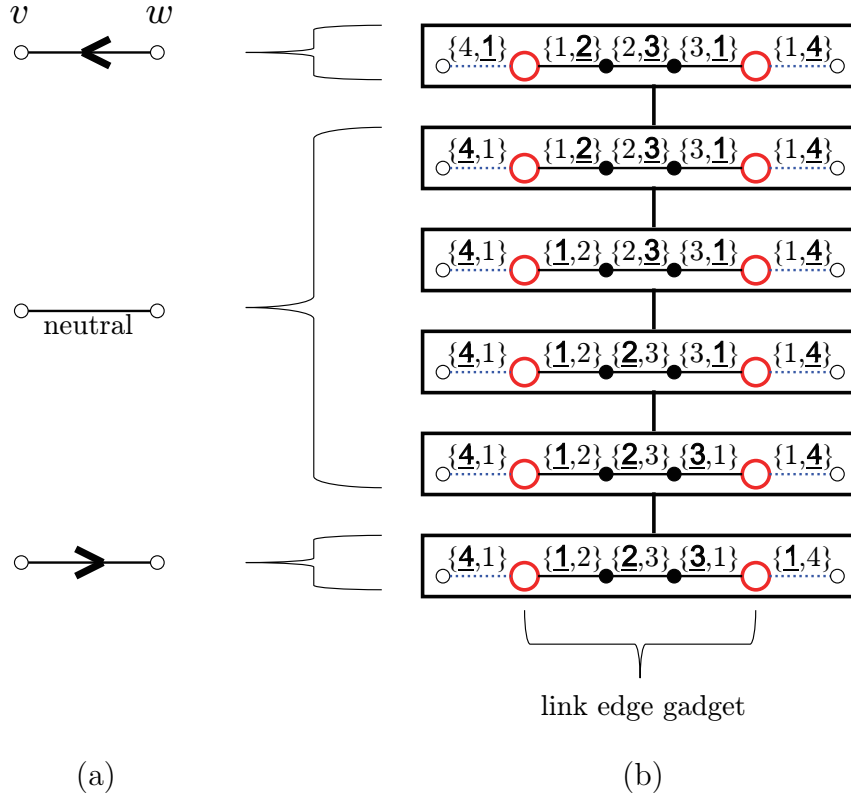 v w
{4,1} {1,2} {2,3} {3,1} {1,4}
{4,1} {1,2} {2,3} {3,1} {1,4}
{4,1} {1,2} {2,3} {3,1} {1,4}
neutral
{4,1} {1,2} {2,3} {3,1} {1,4}
{4,1} {1,2} {2,3} {3,1} {1,4}
{4,1} {1,2} {2,3} {3,1} {1,4}
link edge gadget
(a) (b)